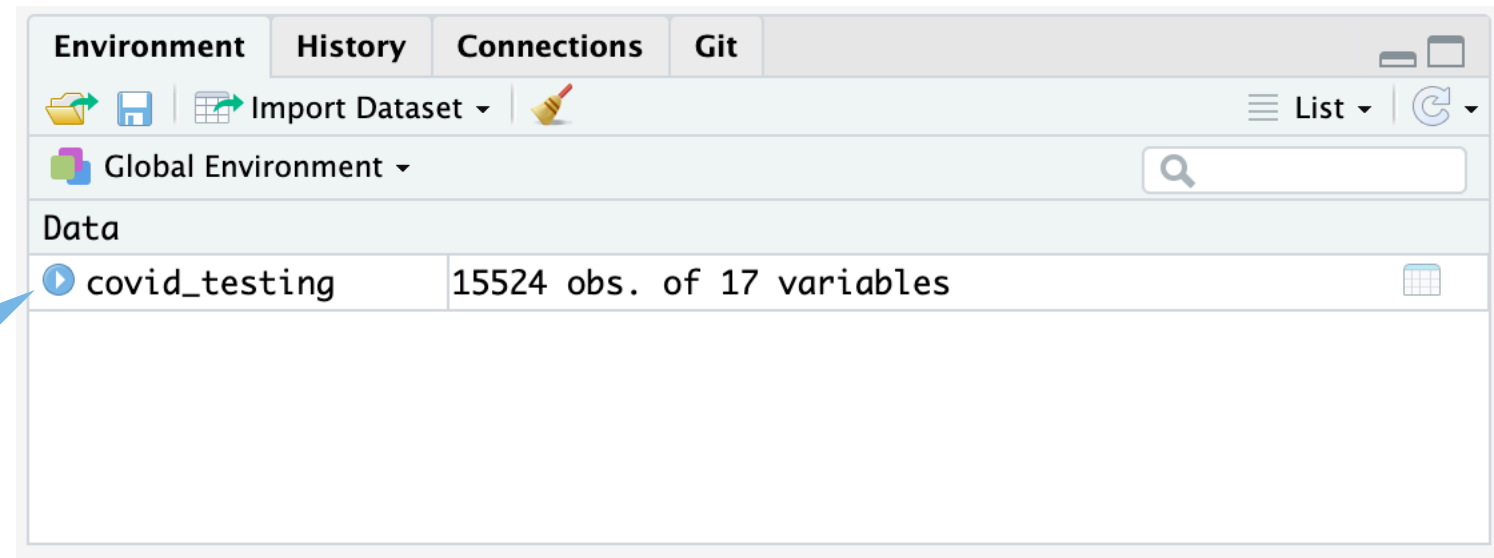 Environment History Connections Git
Import Dataset List
Global Environment
Data
covid_testing 15524 obs. of 17 variables